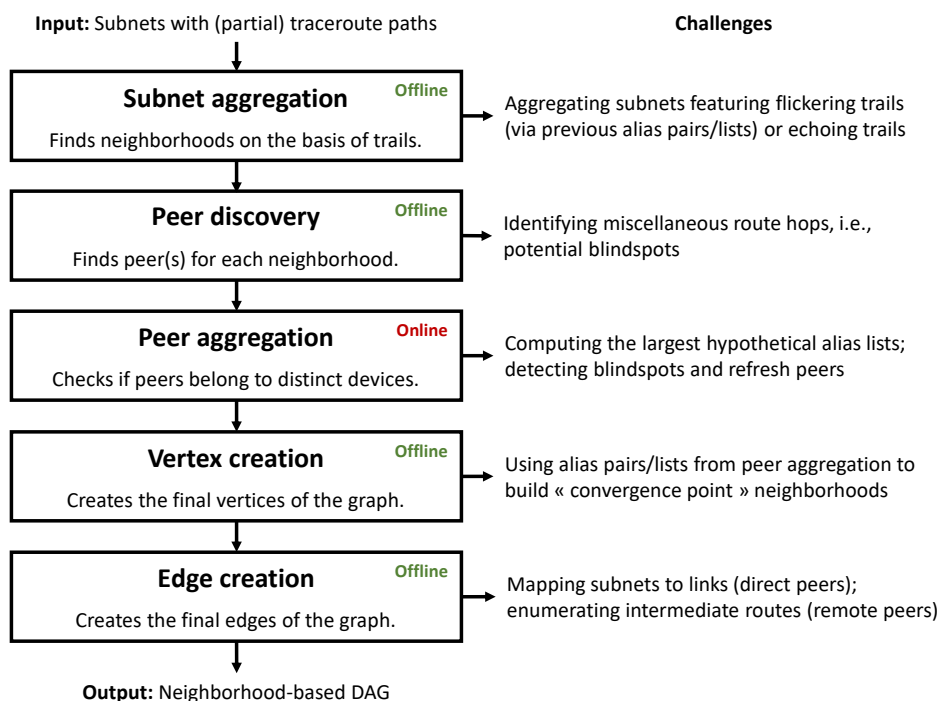 Input: Subnets with (partial) traceroute paths
Challenges
Subnet aggregation
Offline
Finds neighborhoods on the basis of trails.
Aggregating subnets featuring flickering trails
(via previous alias pairs/lists) or echoing trails
Peer discovery
Offline
Finds peer(s) for each neighborhood.
Identifying miscellaneous route hops, i.e.,
potential blindspots
Peer aggregation
Online
Checks if peers belong to distinct devices.
Computing the largest hypothetical alias lists;
detecting blindspots and refresh peers
Vertex creation
Offline
Creates the final vertices of the graph.
Using alias pairs/lists from peer aggregation to
build « convergence point » neighborhoods
Edge creation
Offline
Creates the final edges of the graph.
Mapping subnets to links (direct peers);
enumerating intermediate routes (remote peers)
Output: Neighborhood-based DAG